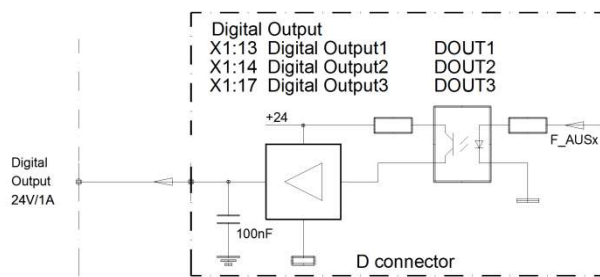 Digital Output
X1:13 Digital Output1 DOUT1
X1:14 Digital Output2 DOUT2
X1:17 Digital Output3 DOUT3
+24
F_AUSx
Digital
Output
24V/1A
100nF
D connector